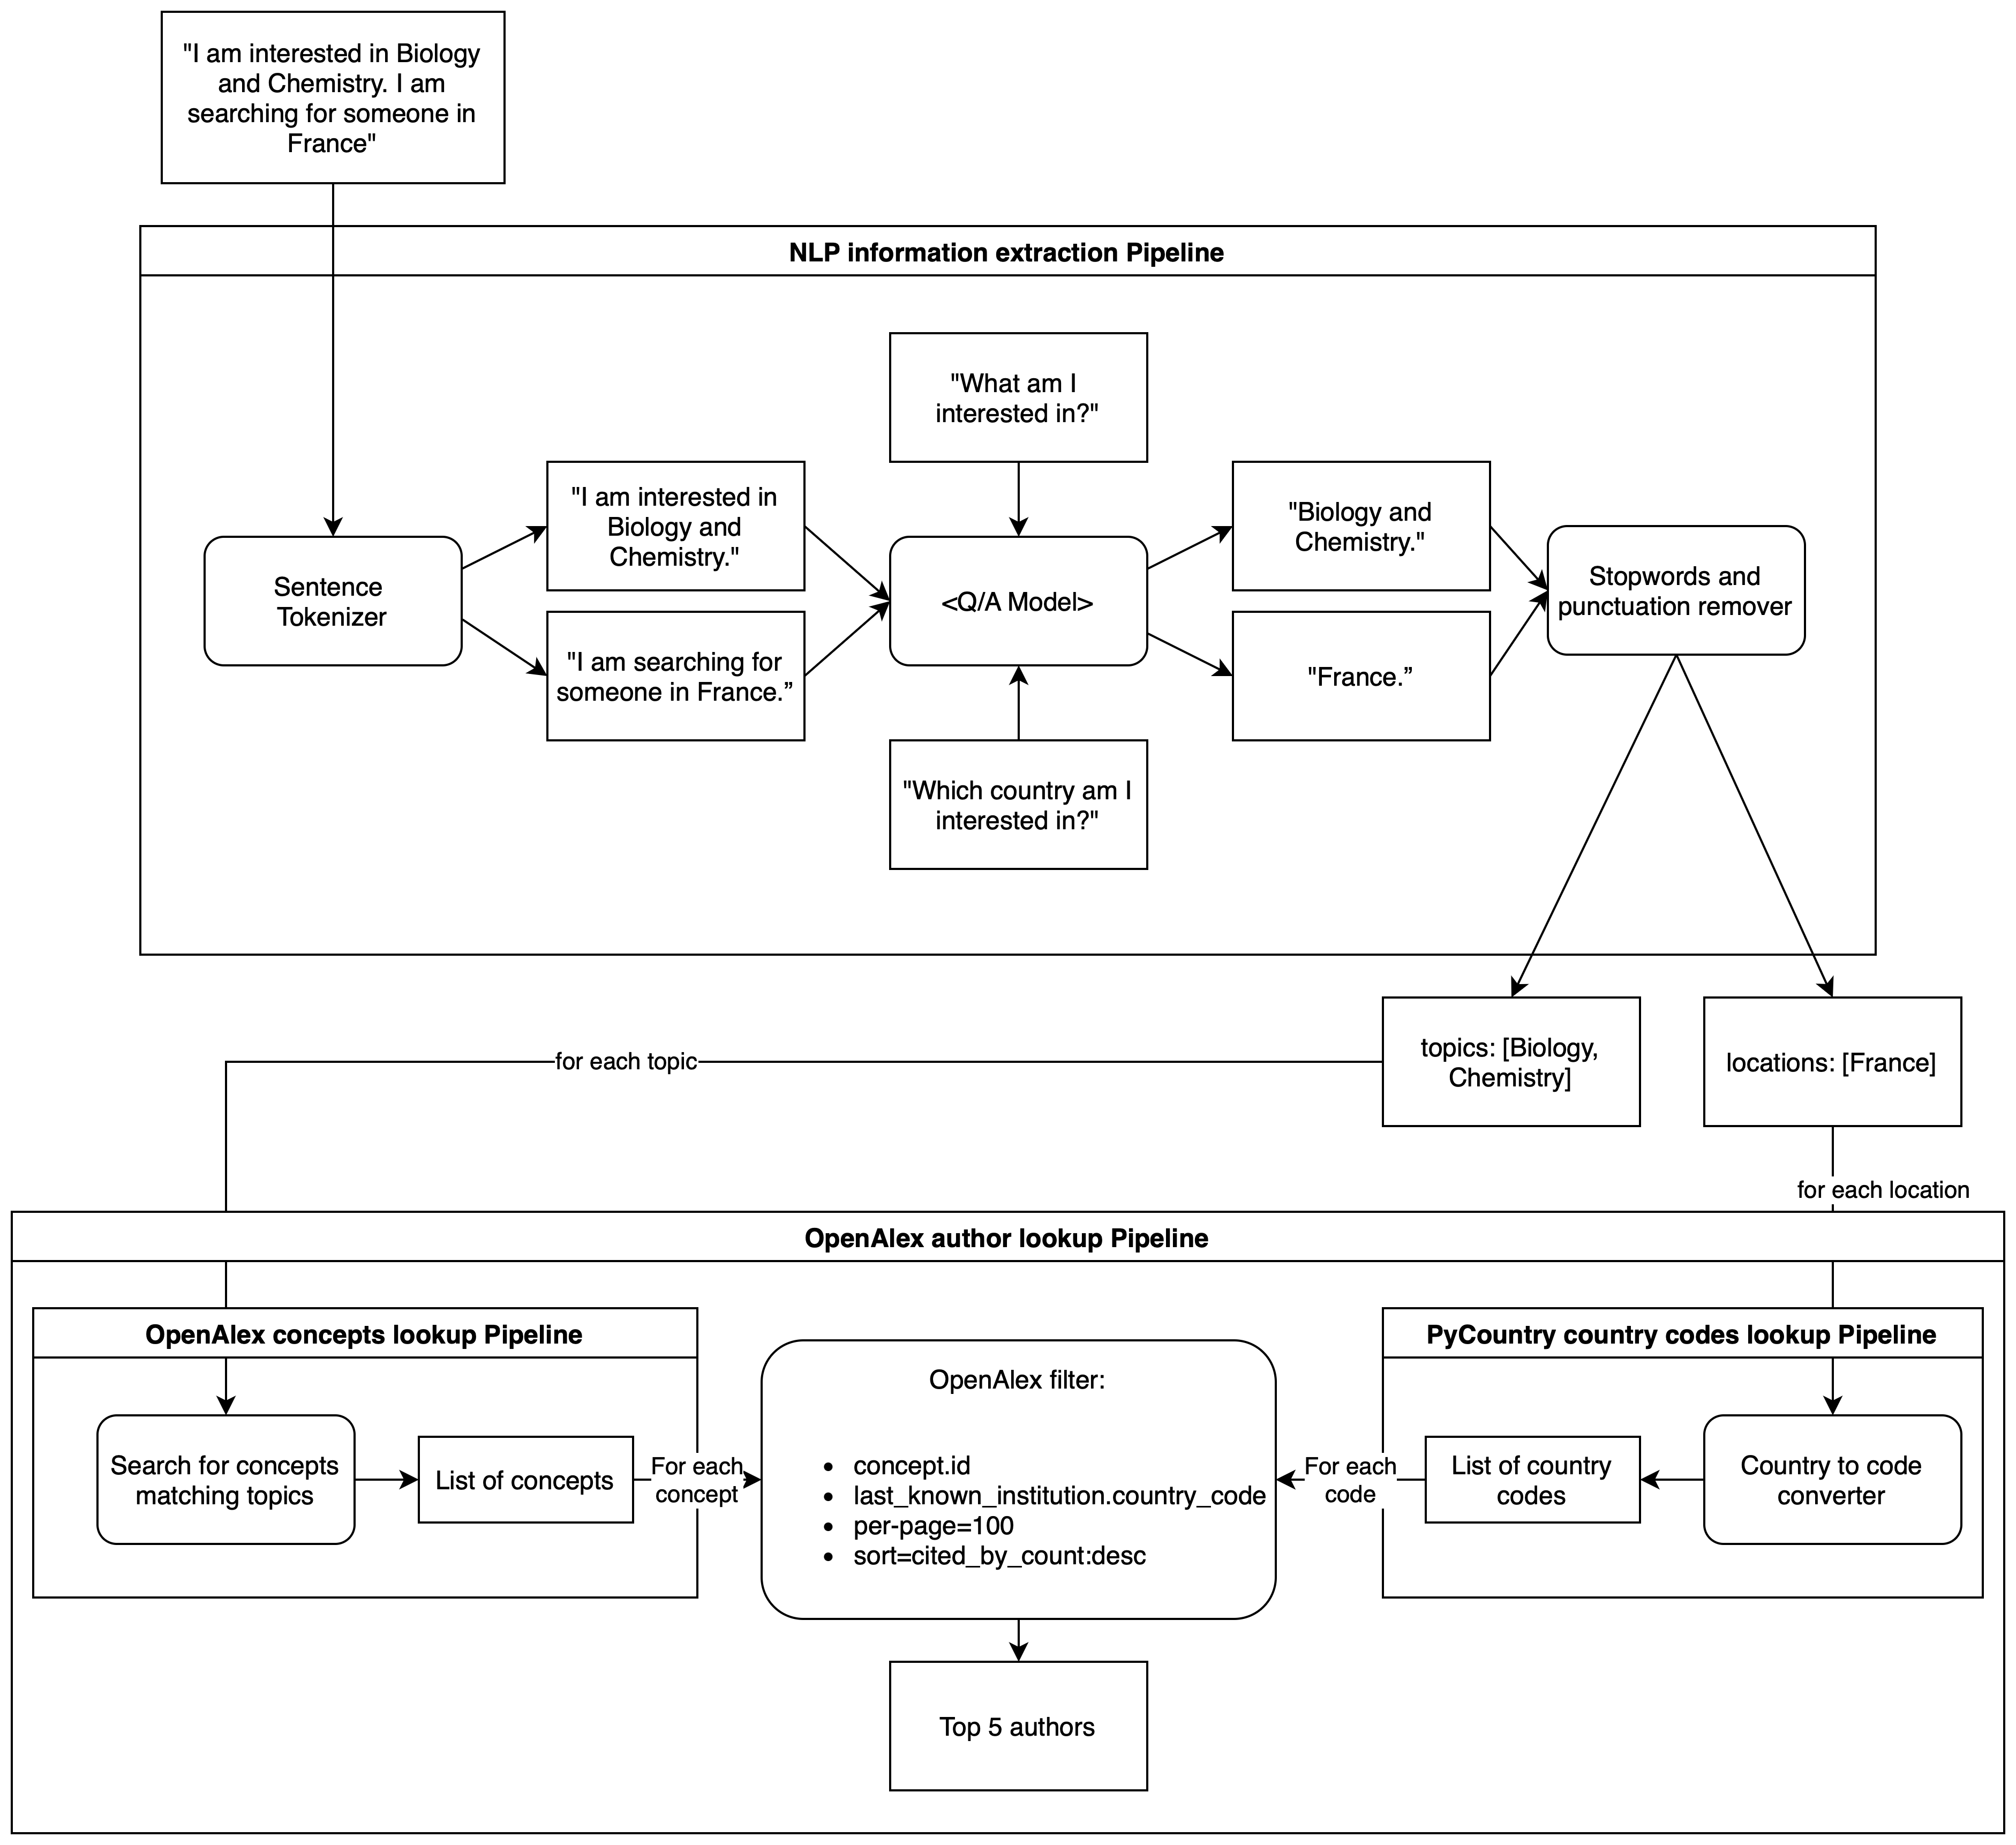 "I am interested in Biology
and Chemistry. I am
searching for someone in
France"
NLP information extraction Pipeline
"What am I
interested in?"
"I am interested in
Biology and
Chemistry."
"Biology and
Chemistry."
Sentence
Tokenizer
<Q/A Model>
Stopwords and
punctuation remover
"I am searching for
someone in France.”
"France.”
"Which country am I
interested in?"
for each topic
topics: [Biology,
Chemistry]
locations: [France]
for each location
OpenAlex author lookup Pipeline
OpenAlex concepts lookup Pipeline
PyCountry country codes lookup Pipeline
Search for concepts
matching topics
List of concepts
For each
concept
OpenAlex filter:
• concept.id
• last_known_institution.country_code
• per-page=100
• sort=cited_by_count:desc
For each
code
List of country
codes
Country to code
converter
Top 5 authors